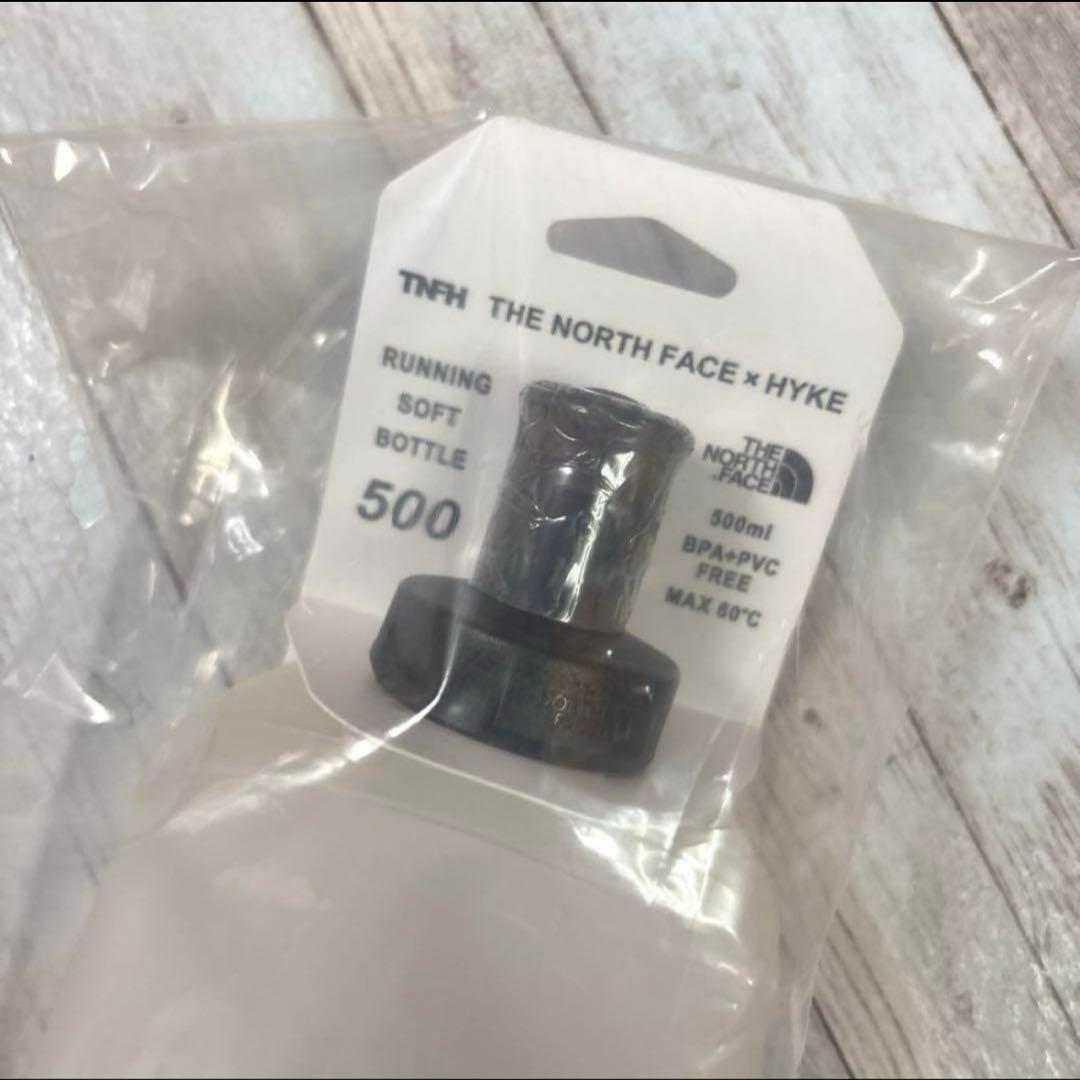 TNFH THE NORTH FACE × HYKE
RUNNING
SOFT
BOTTLE
500
THE
NORTH
FACE
500ml
BPA+PVC
FREE
MAX 60°C